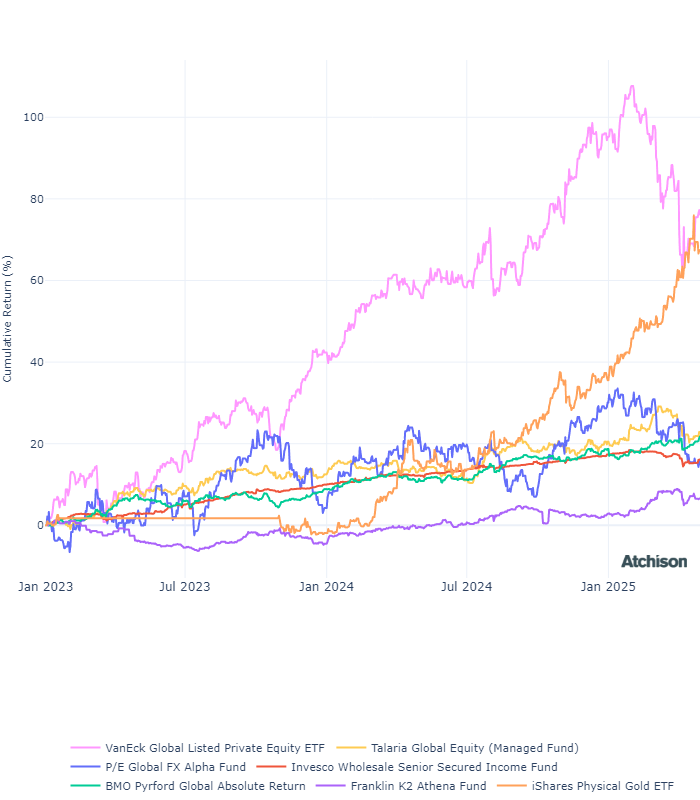 100
80
60
40
20
0
Cumulative Return (%)
Atchison
Jan 2023 Jul 2023 Jan 2024 Jul 2024 Jan 2025
VanEck Global Listed Private Equity ETF Talaria Global Equity (Managed Fund)
P/E Global FX Alpha Fund Invesco Wholesale Senior Secured Income Fund
BMO Pyrford Global Absolute Return Franklin K2 Athena Fund iShares Physical Gold ETF